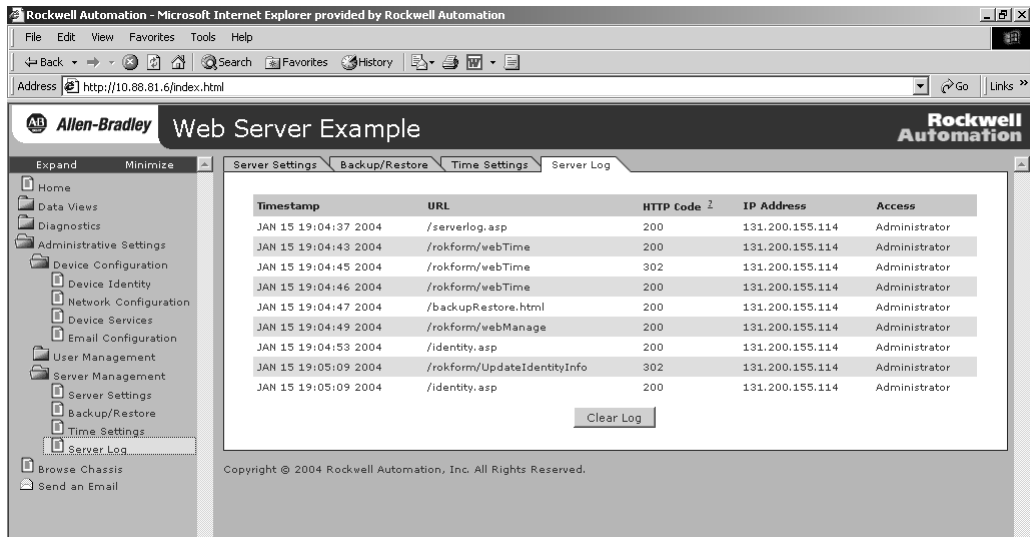 Rockwell Automation - Microsoft Internet Explorer provided by Rockwell Automation
File Edit View Favorites Tools Help
Back Search Favorites History
Address http://10.88.81.6/index.html Go Links »
AB Allen-Bradley Web Server Example Rockwell Automation
Expand Minimize
Home
Data Views
Diagnostics
Administrative Settings
Device Configuration
Device Identity
Network Configuration
Device Services
Email Configuration
User Management
Server Management
Server Settings
Backup/Restore
Time Settings
Server Log
Browse Chassis
Send an Email
Server Settings Backup/Restore Time Settings Server Log
Timestamp URL HTTP Code ? IP Address Access
JAN 15 19:04:37 2004 /serverlog.asp 200 131.200.155.114 Administrator
JAN 15 19:04:43 2004 /rokform/webTime 200 131.200.155.114 Administrator
JAN 15 19:04:45 2004 /rokform/webTime 302 131.200.155.114 Administrator
JAN 15 19:04:46 2004 /rokform/webTime 200 131.200.155.114 Administrator
JAN 15 19:04:47 2004 /backupRestore.html 200 131.200.155.114 Administrator
JAN 15 19:04:49 2004 /rokform/webManage 200 131.200.155.114 Administrator
JAN 15 19:04:53 2004 /identity.asp 200 131.200.155.114 Administrator
JAN 15 19:05:09 2004 /rokform/UpdateIdentityInfo 302 131.200.155.114 Administrator
JAN 15 19:05:09 2004 /identity.asp 200 131.200.155.114 Administrator
Clear Log
Copyright © 2004 Rockwell Automation, Inc. All Rights Reserved.